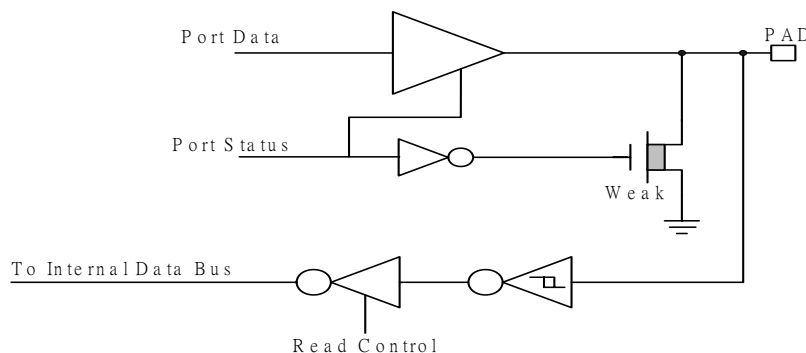 Port Data
PAD
Port Status
Weak
To Internal Data Bus
Read Control